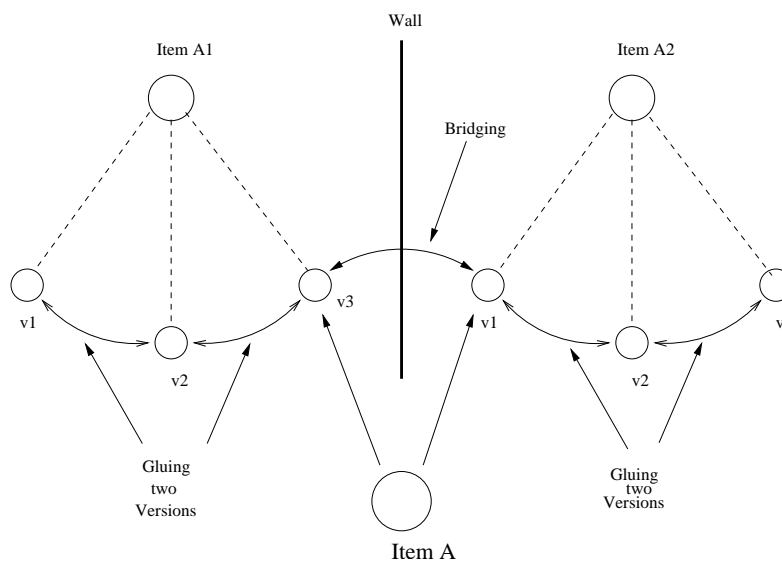 Wall
Item A1
Item A2
Bridging
v1
v2
v3
v1
v2
v
Gluing
two
Versions
Gluing
two
Versions
Item A